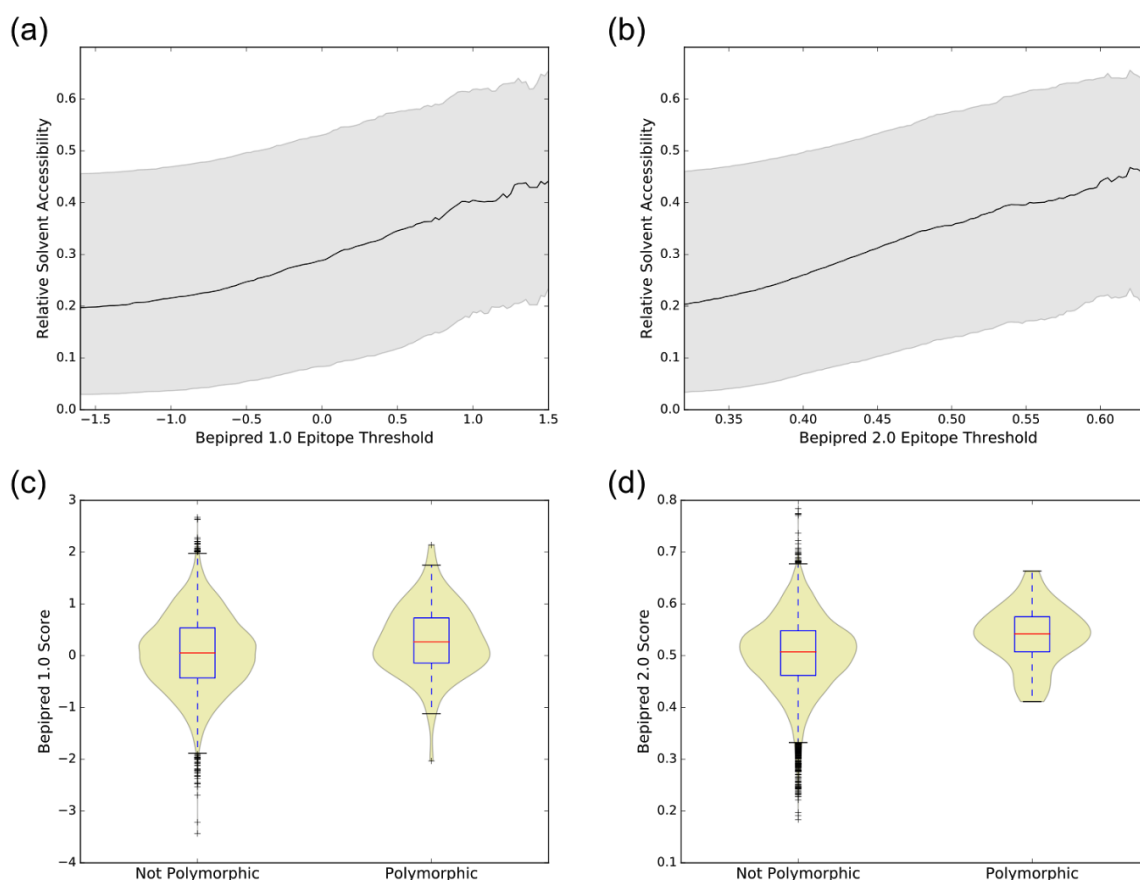 (a)
0.6
0.5
0.4
0.3
0.2
0.1
0.0
Relative Solvent Accessibility
−1.5 −1.0 −0.5 0.0 0.5 1.0 1.5
Bepipred 1.0 Epitope Threshold
(b)
0.6
0.5
0.4
0.3
0.2
0.1
0.0
Relative Solvent Accessibility
0.35 0.40 0.45 0.50 0.55 0.60
Bepipred 2.0 Epitope Threshold
(c)
3
2
1
0
−1
−2
−3
−4
Bepipred 1.0 Score
Not Polymorphic Polymorphic
(d)
0.8
0.7
0.6
0.5
0.4
0.3
0.2
0.1
Bepipred 2.0 Score
Not Polymorphic Polymorphic